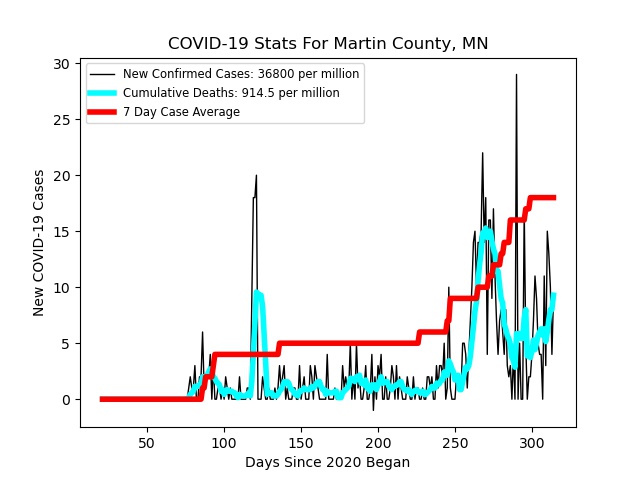 COVID-19 Stats For Martin County, MN
New Confirmed Cases: 36800 per million
Cumulative Deaths: 914.5 per million
7 Day Case Average
30
25
20
15
10
5
0
New COVID-19 Cases
50 100 150 200 250 300
Days Since 2020 Began